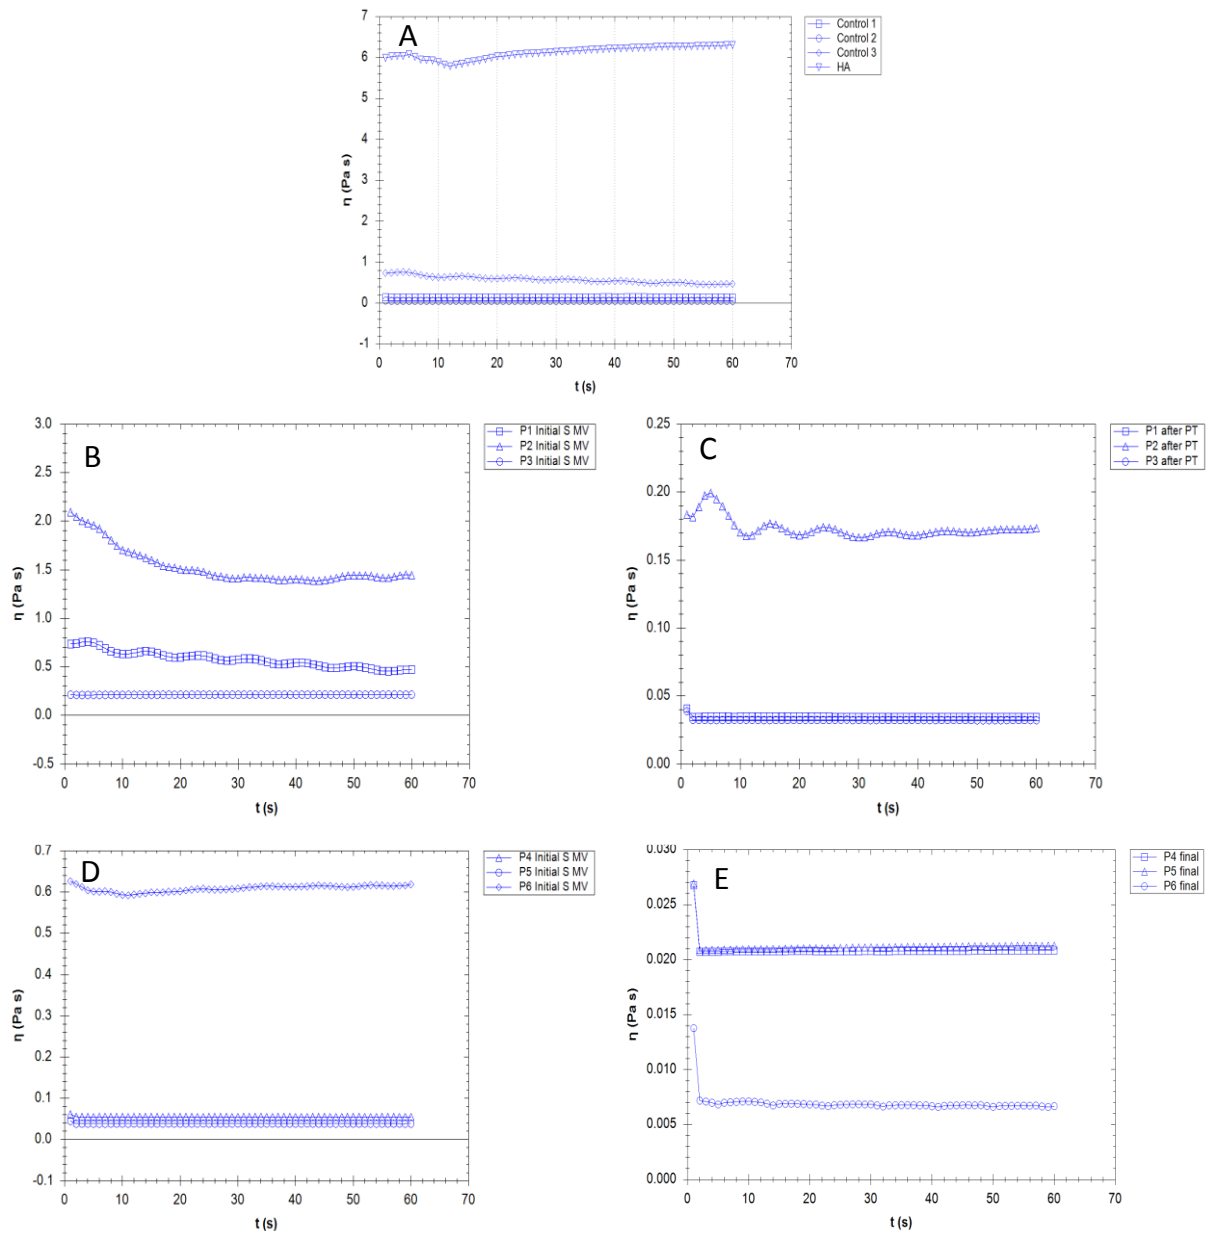 A
7
6
5
4
3
2
1
0
-1
η (Pa s)
0 10 20 30 40 50 60 70
t (s)
Control 1
Control 2
Control 3
HA
B
3.0
2.5
2.0
1.5
1.0
0.5
0.0
-0.5
η (Pa s)
0 10 20 30 40 50 60 70
t (s)
P1 Initial S MV
P2 Initial S MV
P3 Initial S MV
C
0.25
0.20
0.15
0.10
0.05
0.00
η (Pa s)
0 10 20 30 40 50 60 70
t (s)
P1 after PT
P2 after PT
P3 after PT
D
0.7
0.6
0.5
0.4
0.3
0.2
0.1
0.0
-0.1
η (Pa s)
0 10 20 30 40 50 60 70
t (s)
P4 Initial S MV
P5 Initial S MV
P6 Initial S MV
E
0.030
0.025
0.020
0.015
0.010
0.005
0.000
η (Pa s)
0 10 20 30 40 50 60 70
t (s)
P4 final
P5 final
P6 final